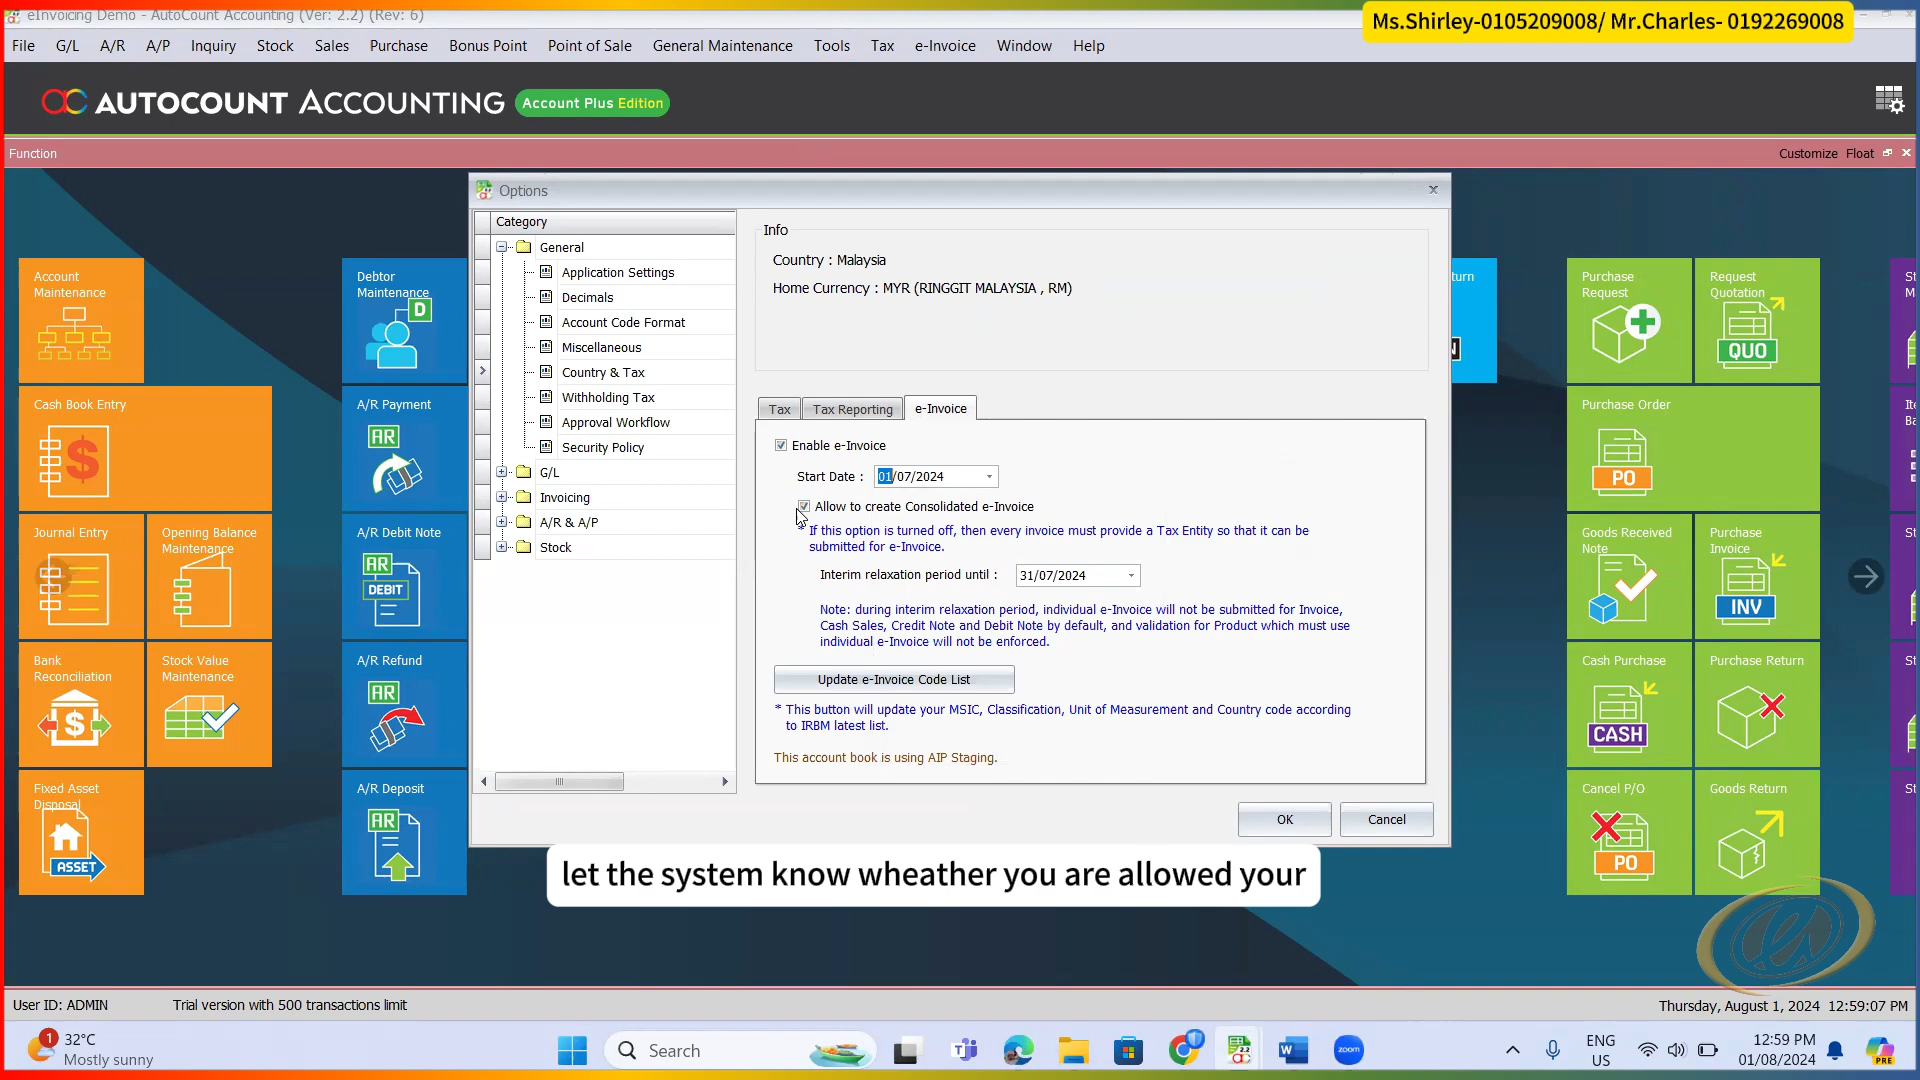 eInvoicing Demo - AutoCount Accounting (Ver: 2.2) (Rev: 6)
Ms.Shirley-0105209008/ Mr.Charles- 0192269008
File G/L A/R A/P Inquiry Stock Sales Purchase Bonus Point Point of Sale General Maintenance Tools Tax e-Invoice Window Help
AUTOCOUNT ACCOUNTING Account Plus Edition
Function
Customize Float
Options
Category
General
Application Settings
Decimals
Account Code Format
Miscellaneous
Country & Tax
Withholding Tax
Approval Workflow
Security Policy
G/L
Invoicing
A/R & A/P
Stock
Info
Country : Malaysia
Home Currency : MYR (RINGGIT MALAYSIA , RM)
Tax Tax Reporting e-Invoice
Enable e-Invoice
Start Date : 01/07/2024
Allow to create Consolidated e-Invoice
* If this option is turned off, then every invoice must provide a Tax Entity so that it can be
submitted for e-Invoice.
Interim relaxation period until : 31/07/2024
Note: during interim relaxation period, individual e-Invoice will not be submitted for Invoice,
Cash Sales, Credit Note and Debit Note by default, and validation for Product which must use
individual e-Invoice will not be enforced.
Update e-Invoice Code List
* This button will update your MSIC, Classification, Unit of Measurement and Country code according
to IRBM latest list.
This account book is using AIP Staging.
OK Cancel
Account
Maintenance
Cash Book Entry
Journal Entry
Opening Balance
Maintenance
Bank
Reconciliation
Stock Value
Maintenance
Fixed Asset
Disposal
ASSET
Debtor
Maintenance
D
A/R Payment
AR
A/R Debit Note
AR
DEBIT
A/R Refund
AR
A/R Deposit
AR
turn
Purchase
Request
Request
Quotation
QUO
Purchase Order
PO
Goods Received
Note
Purchase
Invoice
INV
Cash Purchase
CASH
Purchase Return
Cancel P/O
PO
Goods Return
let the system know wheather you are allowed your
User ID: ADMIN
Trial version with 500 transactions limit
Thursday, August 1, 2024 12:59:07 PM
1
32°C
Mostly sunny
Search
zoom
ENG
US
12:59 PM
01/08/2024
PRE